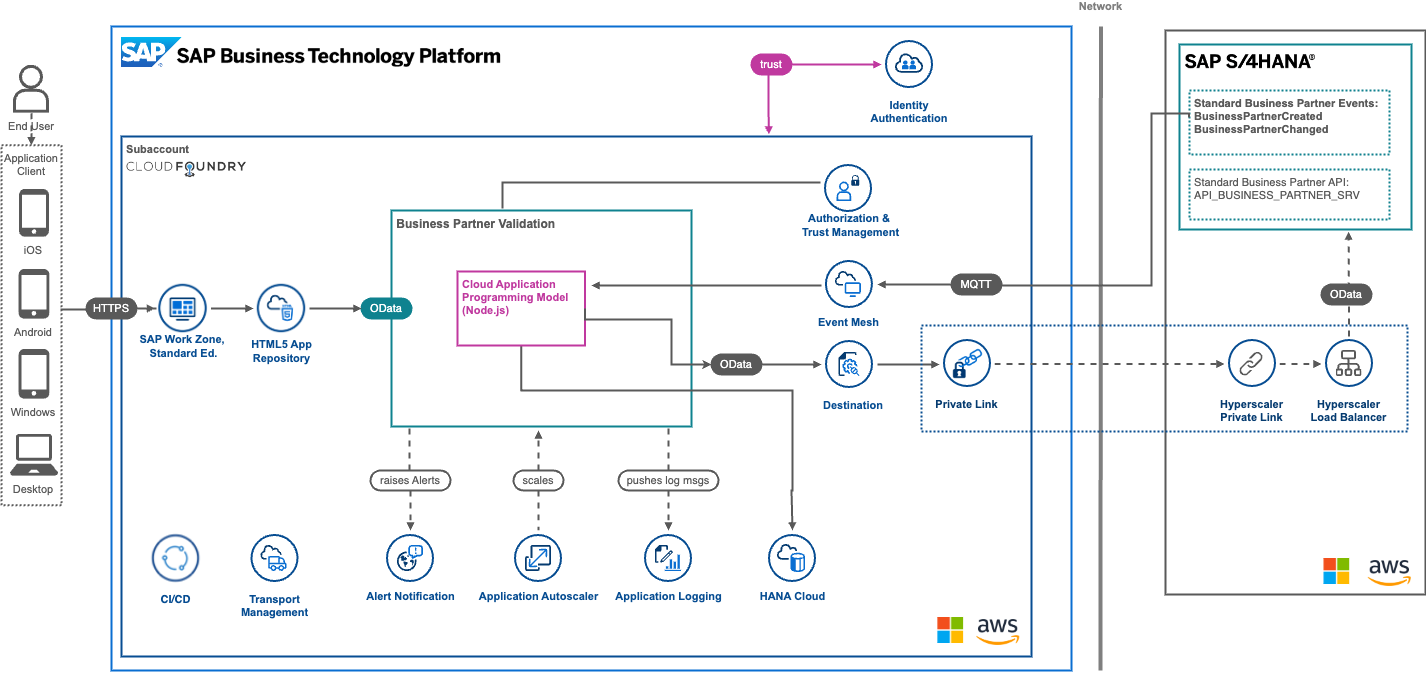 Network
SAP
SAP Business Technology Platform
trust
Identity
Authentication
SAP S/4HANA®
Standard Business Partner Events:
BusinessPartnerCreated
BusinessPartnerChanged
Standard Business Partner API:
API_BUSINESS_PARTNER_SRV
End User
Application
Client
iOS
Android
Windows
Desktop
HTTPS
Subaccount
CLOUD FOUNDRY
SAP Work Zone,
Standard Ed.
HTML5 App
Repository
OData
Business Partner Validation
Cloud Application
Programming Model
(Node.js)
Authorization &
Trust Management
Event Mesh
MQTT
OData
Destination
Private Link
OData
Hyperscaler
Private Link
Hyperscaler
Load Balancer
raises Alerts
scales
pushes log msgs
CI/CD
Transport
Management
Alert Notification
Application Autoscaler
Application Logging
HANA Cloud
aws
aws